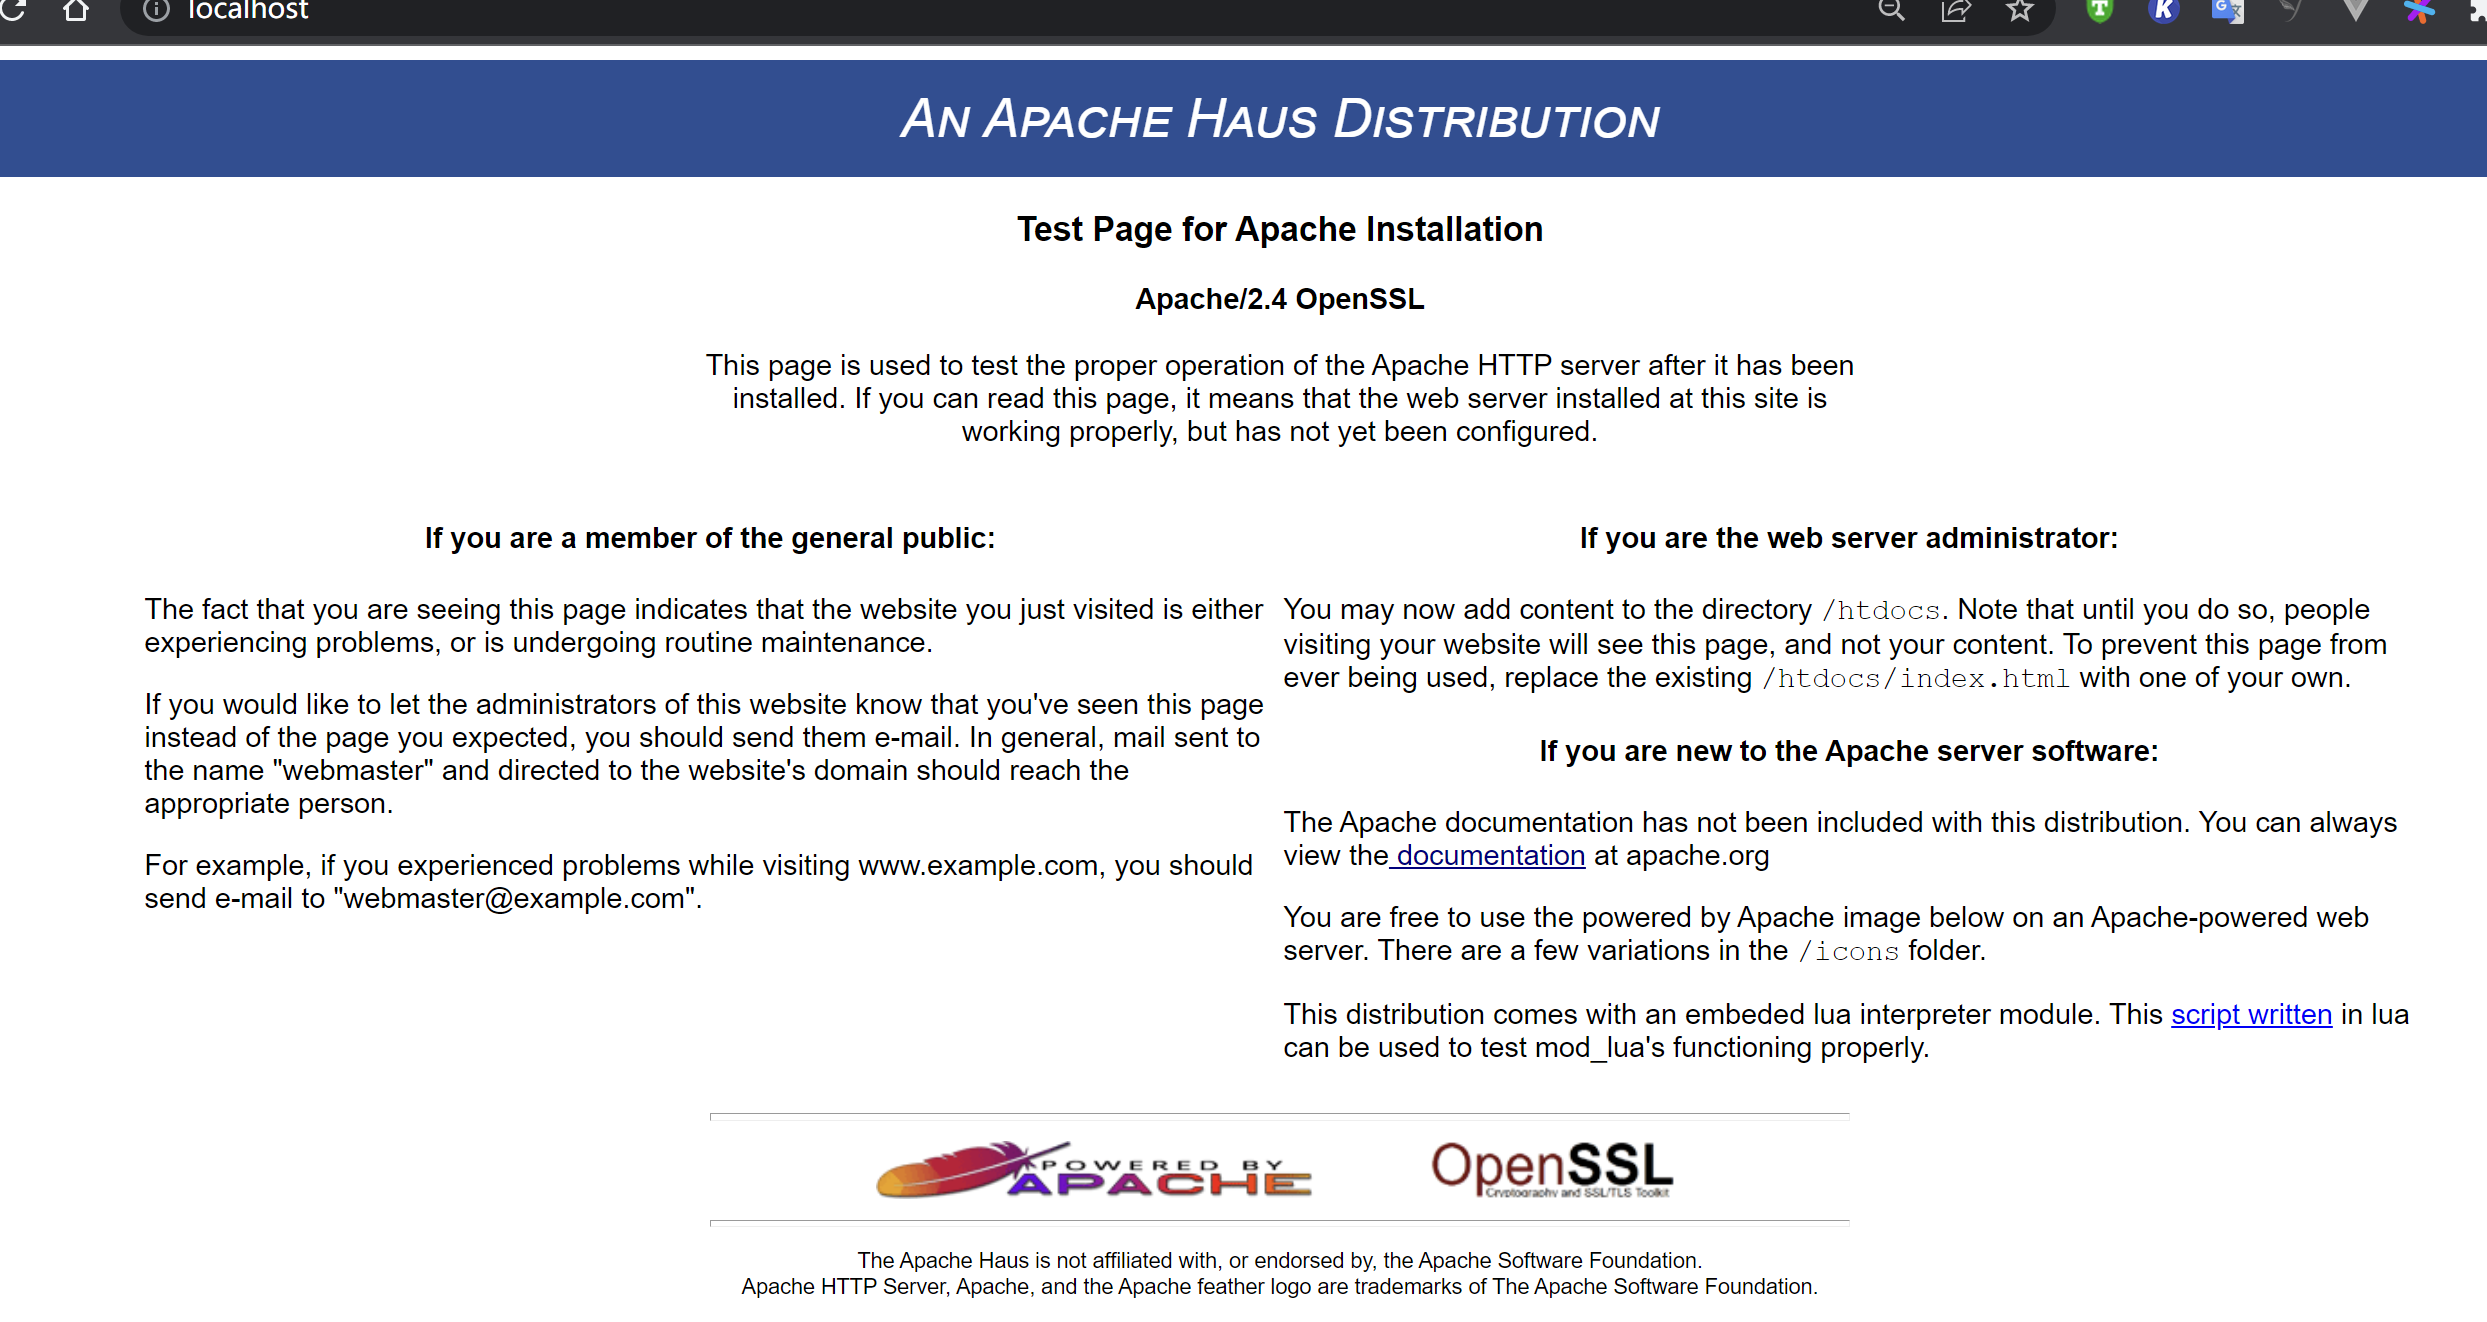 localhost
An Apache Haus Distribution
Test Page for Apache Installation
Apache/2.4 OpenSSL
This page is used to test the proper operation of the Apache HTTP server after it has been
installed. If you can read this page, it means that the web server installed at this site is
working properly, but has not yet been configured.
If you are a member of the general public:
The fact that you are seeing this page indicates that the website you just visited is either
experiencing problems, or is undergoing routine maintenance.
If you would like to let the administrators of this website know that you've seen this page
instead of the page you expected, you should send them e-mail. In general, mail sent to
the name "webmaster" and directed to the website's domain should reach the
appropriate person.
For example, if you experienced problems while visiting www.example.com, you should
send e-mail to "webmaster@example.com".
If you are the web server administrator:
You may now add content to the directory /htdocs. Note that until you do so, people
visiting your website will see this page, and not your content. To prevent this page from
ever being used, replace the existing /htdocs/index.html with one of your own.
If you are new to the Apache server software:
The Apache documentation has not been included with this distribution. You can always
view the documentation at apache.org
You are free to use the powered by Apache image below on an Apache-powered web
server. There are a few variations in the /icons folder.
This distribution comes with an embeded lua interpreter module. This script written in lua
can be used to test mod_lua's functioning properly.
POWERED BY
APACHE
OpenSSL
Cryptography and SSL/TLS Toolkit
The Apache Haus is not affiliated with, or endorsed by, the Apache Software Foundation.
Apache HTTP Server, Apache, and the Apache feather logo are trademarks of The Apache Software Foundation.